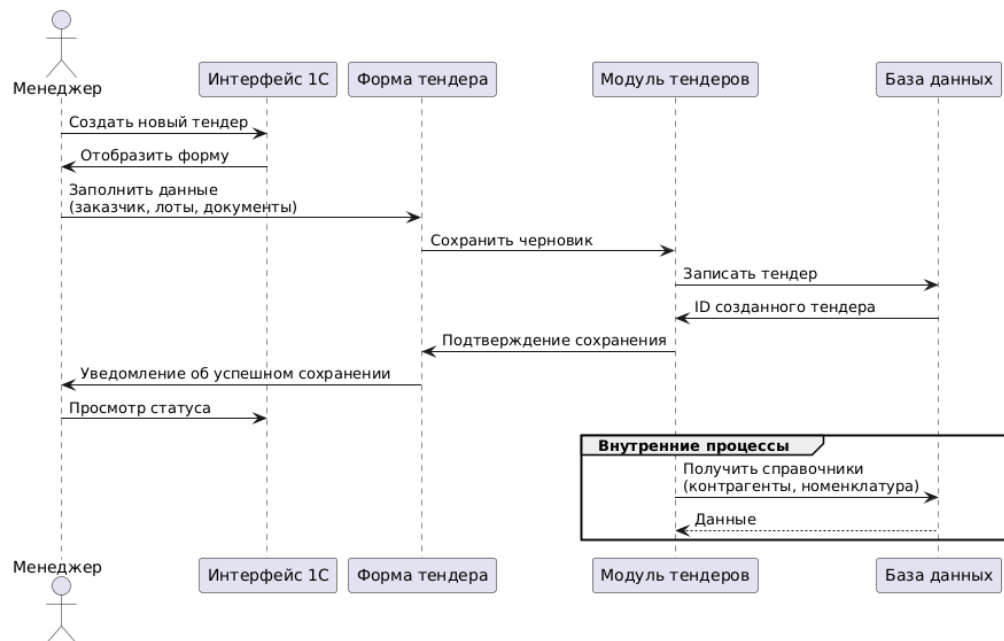 Менеджер
Интерфейс 1С
Форма тендера
Модуль тендеров
База данных
Создать новый тендер
Отобразить форму
Заполнить данные
(заказчик, лоты, документы)
Сохранить черновик
Записать тендер
ID созданного тендера
Подтверждение сохранения
Уведомление об успешном сохранении
Просмотр статуса
Внутренние процессы
Получить справочники
(контрагенты, номенклатура)
Данные
Менеджер
Интерфейс 1С
Форма тендера
Модуль тендеров
База данных